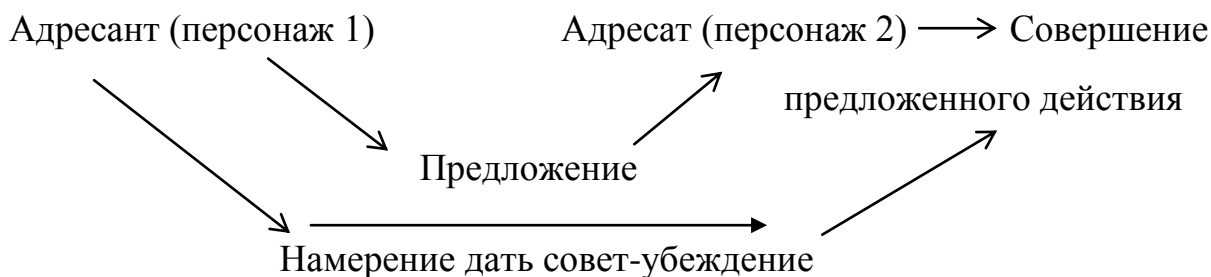 Адресант (персонаж 1) Адресат (персонаж 2) Совершение
предложенного действия
Предложение
Намерение дать совет-убеждение